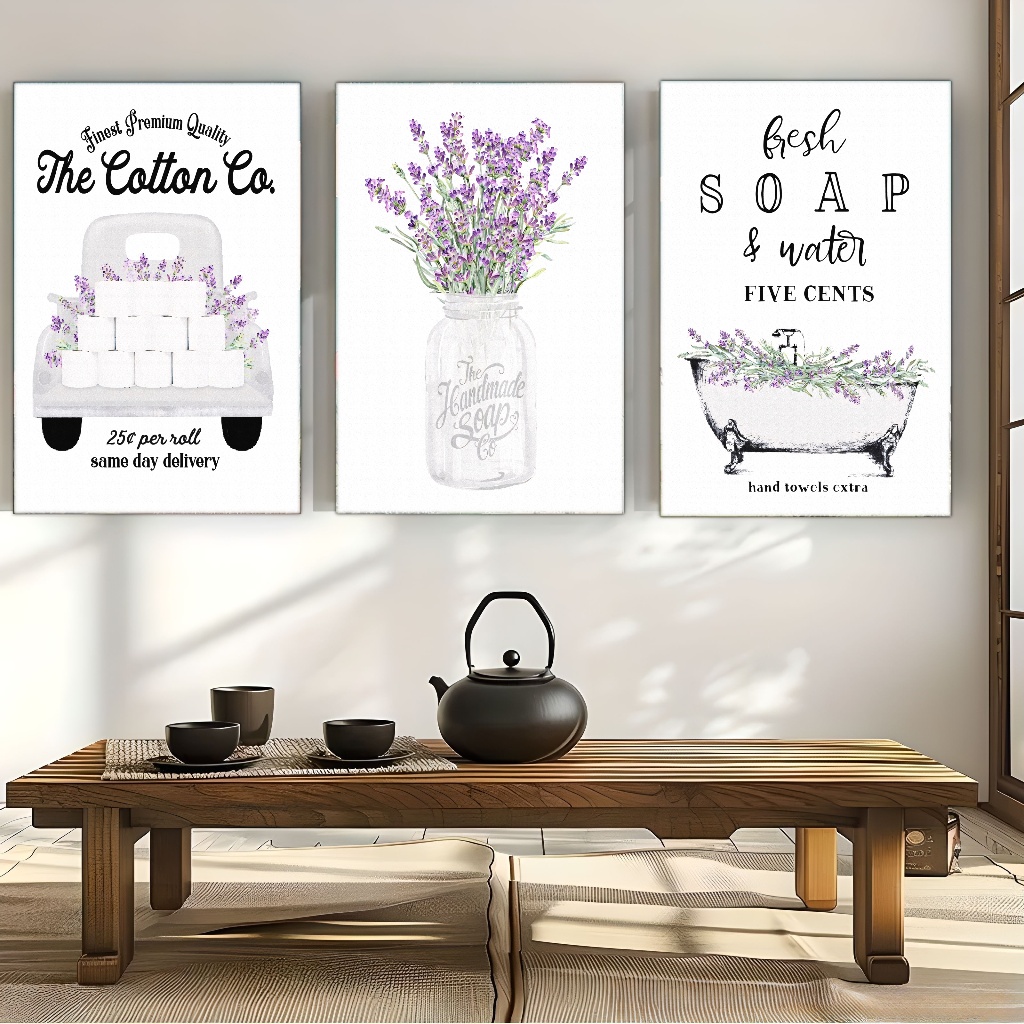 Finest Premium Quality
The Cotton Co.
25¢ per roll
same day delivery
The
Handmade
Soap
Co
fresh
SOAP
& water
FIVE CENTS
hand towels extra